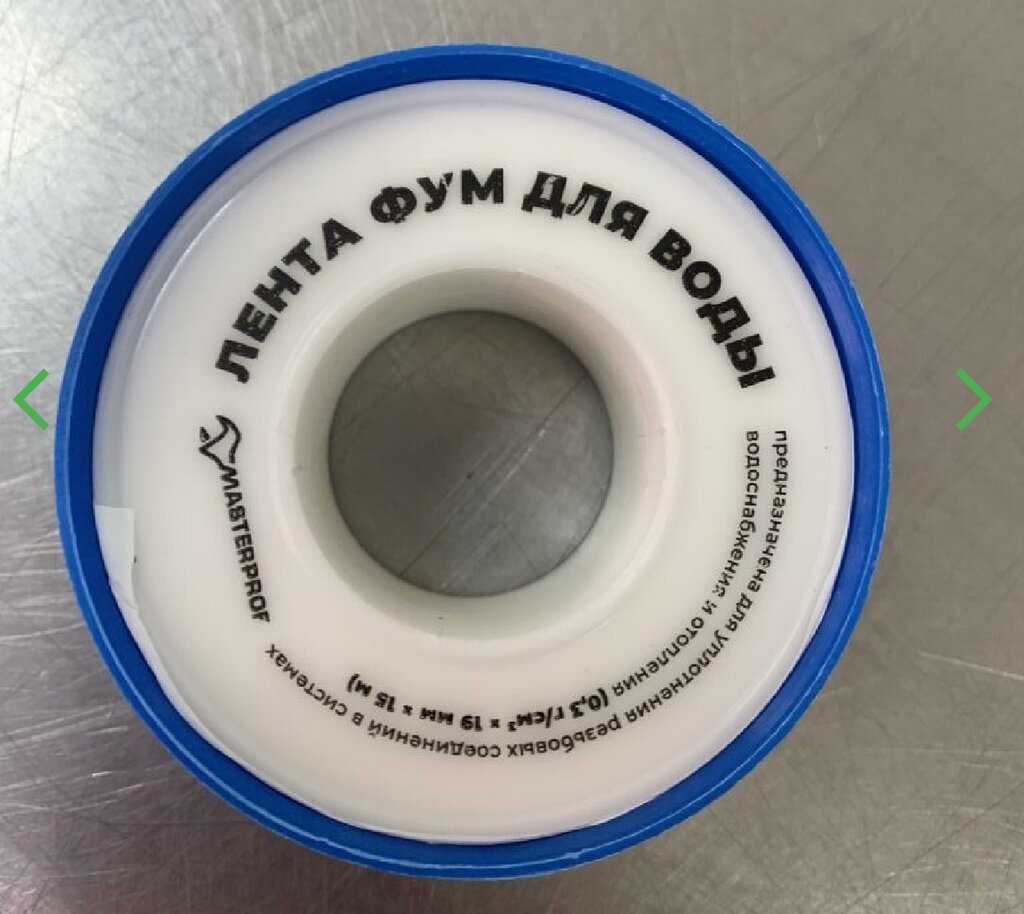 ЛЕНТА ФУМ ДЛЯ ВОДЫ
предназначена для уплотнения резьбовых соединений в системах
водоснабжения и отопления (0,3 г/см³ × 19 мм × 15 м)
MASTERPROF